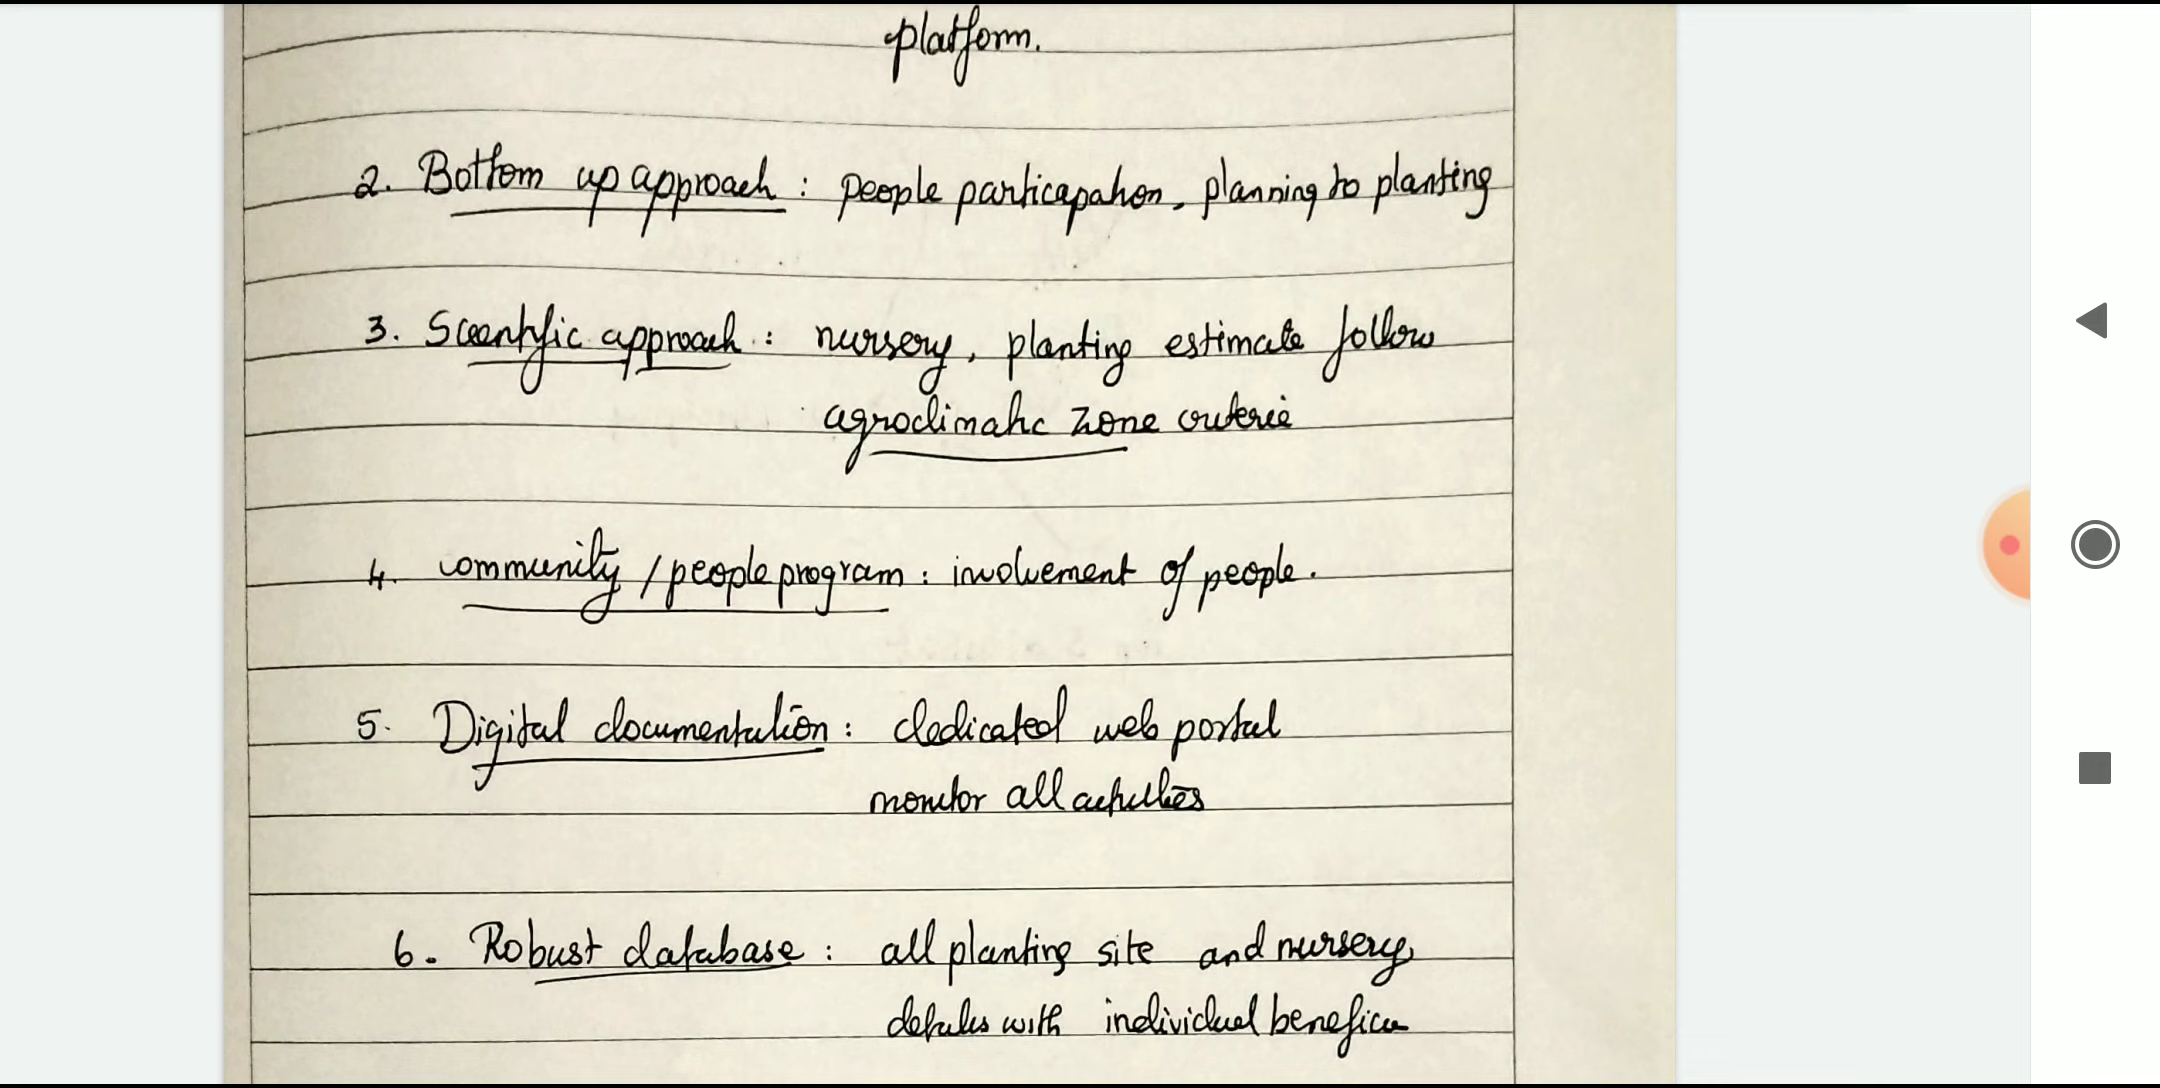 platform.
2. Bottom up approach : people particapation, planning to planting
3. Scientific approach : nursery, planting estimate follow
agroclimatic zone criteria
4. community / people program : involvement of people.
5. Digital documentation : dedicated web portal
monitor all activities
6. Robust database : all planting site and nursery
details with individual